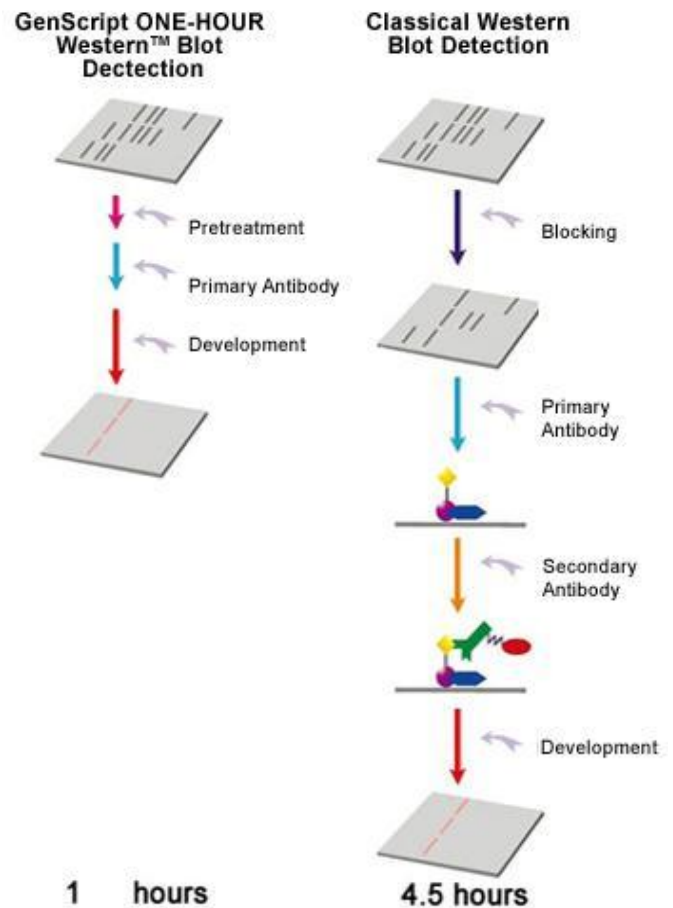 GenScript ONE-HOUR
Western™ Blot
Dectection
Pretreatment
Primary Antibody
Development
1 hours
Classical Western
Blot Detection
Blocking
Primary
Antibody
Secondary
Antibody
Development
4.5 hours